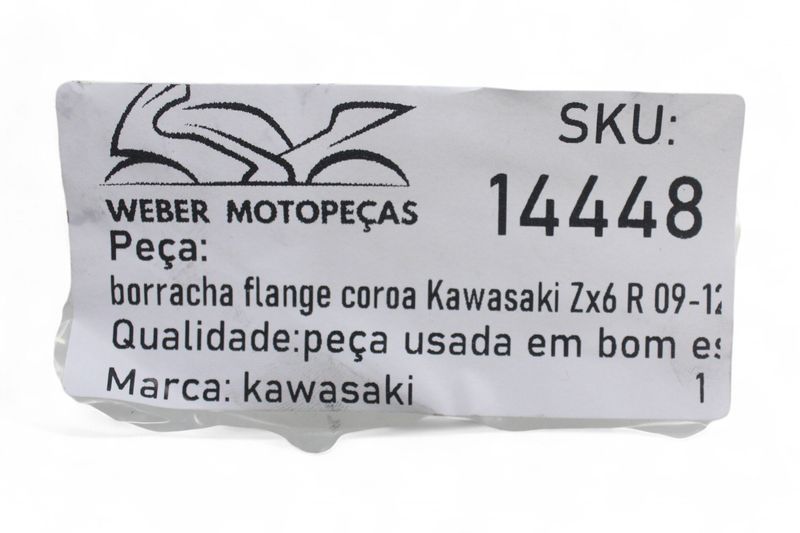 SKU:
14448
WEBER MOTOPEÇAS
Peça:
borracha flange coroa Kawasaki Zx6 R 09-12
Qualidade:peça usada em bom es
Marca: kawasaki 1